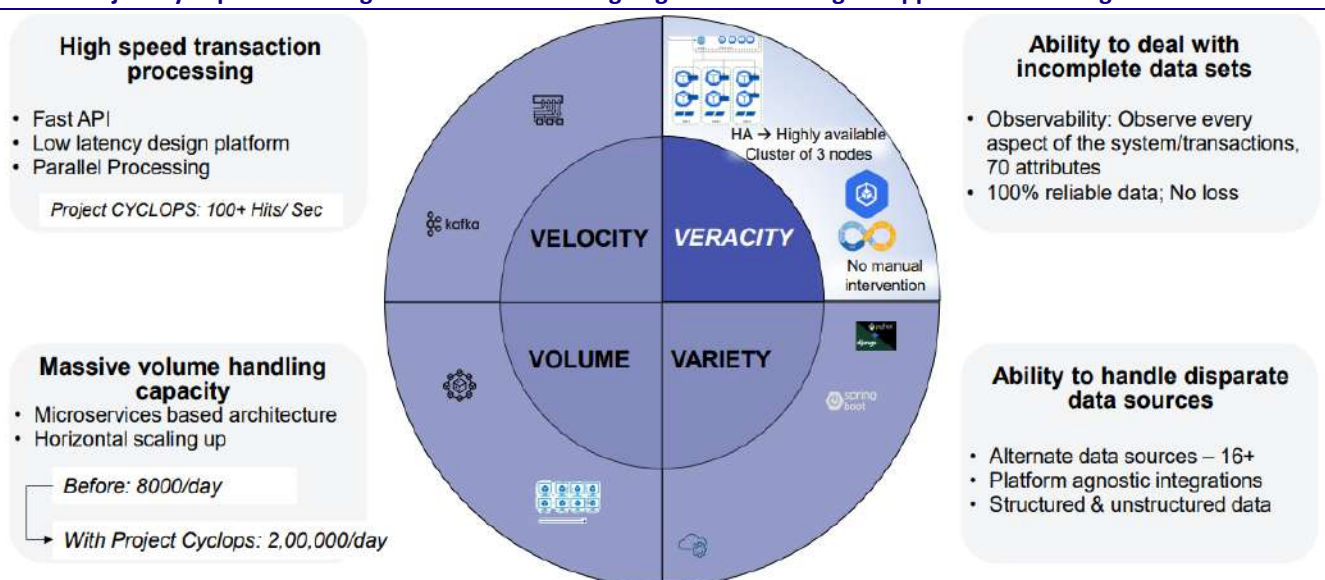 High speed transaction
processing
• Fast API
• Low latency design platform
• Parallel Processing
Project CYCLOPS: 100+ Hits/ Sec
Massive volume handling
capacity
• Microservices based architecture
• Horizontal scaling up
Before: 8000/day
With Project Cyclops: 2,00,000/day
kafka
VELOCITY
VERACITY
VOLUME
VARIETY
HA → Highly available
Cluster of 3 nodes
No manual
intervention
django
spring
boot
Ability to deal with
incomplete data sets
• Observability: Observe every
aspect of the system/transactions,
70 attributes
• 100% reliable data; No loss
Ability to handle disparate
data sources
• Alternate data sources – 16+
• Platform agnostic integrations
• Structured & unstructured data